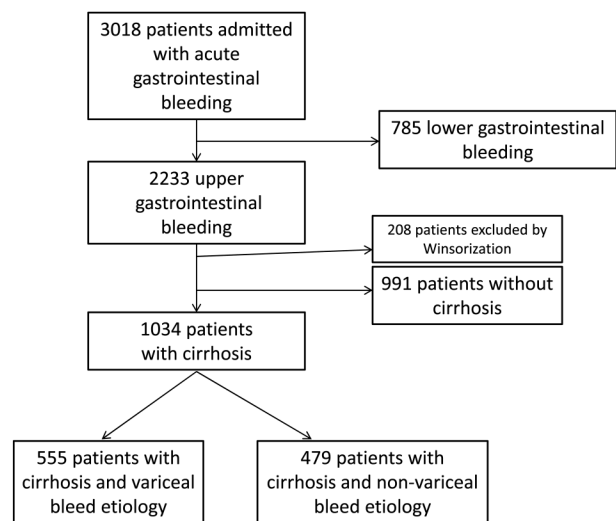 3018 patients admitted
with acute
gastrointestinal
bleeding
785 lower gastrointestinal
bleeding
2233 upper
gastrointestinal
bleeding
208 patients excluded by
Winsorization
991 patients without
cirrhosis
1034 patients
with cirrhosis
555 patients with
cirrhosis and variceal
bleed etiology
479 patients with
cirrhosis and non-variceal
bleed etiology